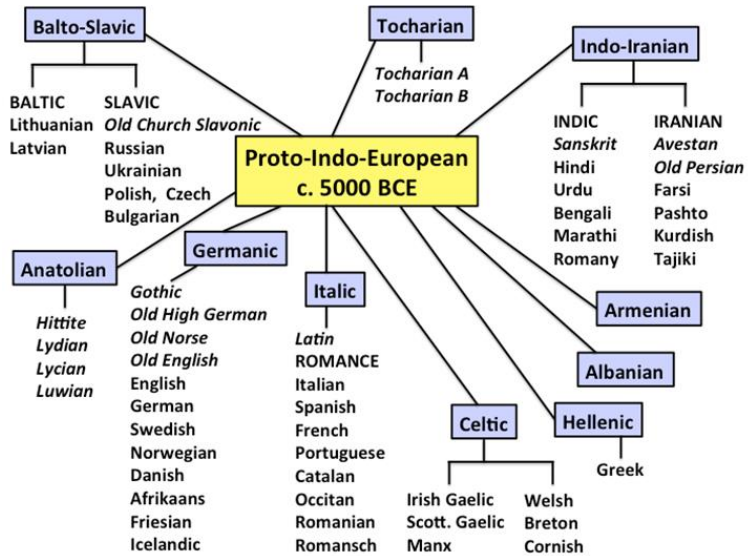 Balto-Slavic
BALTIC
Lithuanian
Latvian
SLAVIC
Old Church Slavonic
Russian
Ukrainian
Polish, Czech
Bulgarian
Tocharian
Tocharian A
Tocharian B
Indo-Iranian
INDIC
Sanskrit
Hindi
Urdu
Bengali
Marathi
Romany
IRANIAN
Avestan
Old Persian
Farsi
Pashto
Kurdish
Tajiki
Proto-Indo-European
c. 5000 BCE
Anatolian
Hittite
Lydian
Lycian
Luwian
Germanic
Gothic
Old High German
Old Norse
Old English
English
German
Swedish
Norwegian
Danish
Afrikaans
Friesian
Icelandic
Italic
Latin
ROMANCE
Italian
Spanish
French
Portuguese
Catalan
Occitan
Romanian
Romansch
Celtic
Irish Gaelic
Scott. Gaelic
Manx
Welsh
Breton
Cornish
Hellenic
Greek
Albanian
Armenian